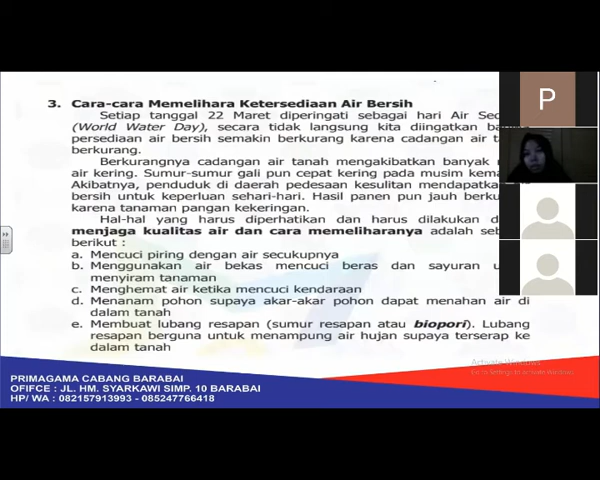 3. Cara-cara Memelihara Ketersediaan Air Bersih
Setiap tanggal 22 Maret diperingati sebagai hari Air
(World Water Day), secara tidak langsung kita diingatkan
persediaan air bersih semakin berkurang karena cadangan air
berkurang.
Berkurangnya cadangan air tanah mengakibatkan banyak
air kering. Sumur-sumur gali pun cepat kering pada musim
Akibatnya, penduduk di daerah pedesaan kesulitan mendapatkan
bersih untuk keperluan sehari-hari. Hasil panen pun jauh
karena tanaman pangan kekeringan.
Hal-hal yang harus diperhatikan dan harus dilakukan
menjaga kualitas air dan cara memeliharanya adalah
berikut :
a. Mencuci piring dengan air secukupnya
b. Menggunakan air bekas mencuci beras dan sayuran
menyiram tanaman
c. Menghemat air ketika mencuci kendaraan
d. Menanam pohon supaya akar-akar pohon dapat menahan air di
dalam tanah
e. Membuat lubang resapan (sumur resapan atau biopori). Lubang
resapan berguna untuk menampung air hujan supaya terserap ke
dalam tanah
P
Activate Windows
Go to Settings to Activate Windows.
PRIMAGAMA CABANG BARABAI
OFIFCE : JL. HM. SYARKAWI SIMP. 10 BARABAI
HP/ WA : 082157913993 - 085247766418